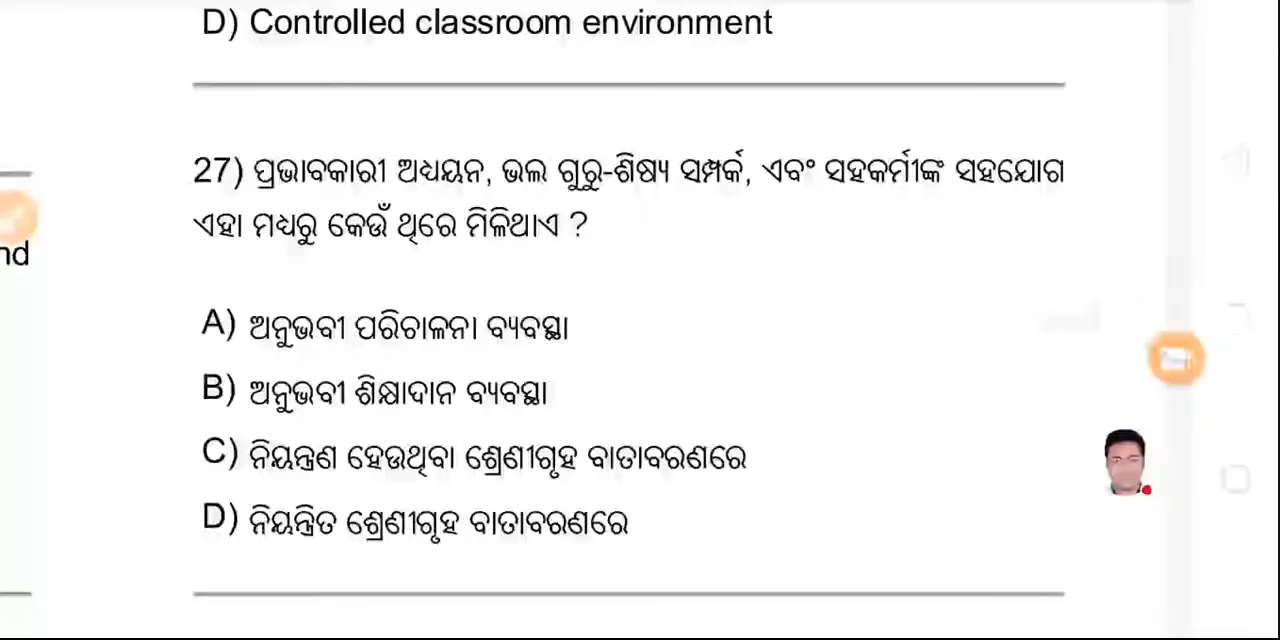 D) Controlled classroom environment
27) ପ୍ରଭାବକାରୀ ଅଧ୍ୟୟନ, ଭଲ ଗୁରୁ-ଶିଷ୍ୟ ସମ୍ପର୍କ, ଏବଂ ସହକର୍ମୀଙ୍କ ସହଯୋଗ
ଏହା ମଧ୍ୟରୁ କେଉଁ ଥିରେ ମିଳିଥାଏ ?
nd
A) ଅନୁଭବୀ ପରିଚାଳନା ବ୍ୟବସ୍ଥା
B) ଅନୁଭବୀ ଶିକ୍ଷାଦାନ ବ୍ୟବସ୍ଥା
C) ନିୟନ୍ତ୍ରଣ ହେଉଥିବା ଶ୍ରେଣୀଗୃହ ବାତାବରଣରେ
D) ନିୟନ୍ତ୍ରିତ ଶ୍ରେଣୀଗୃହ ବାତାବରଣରେ